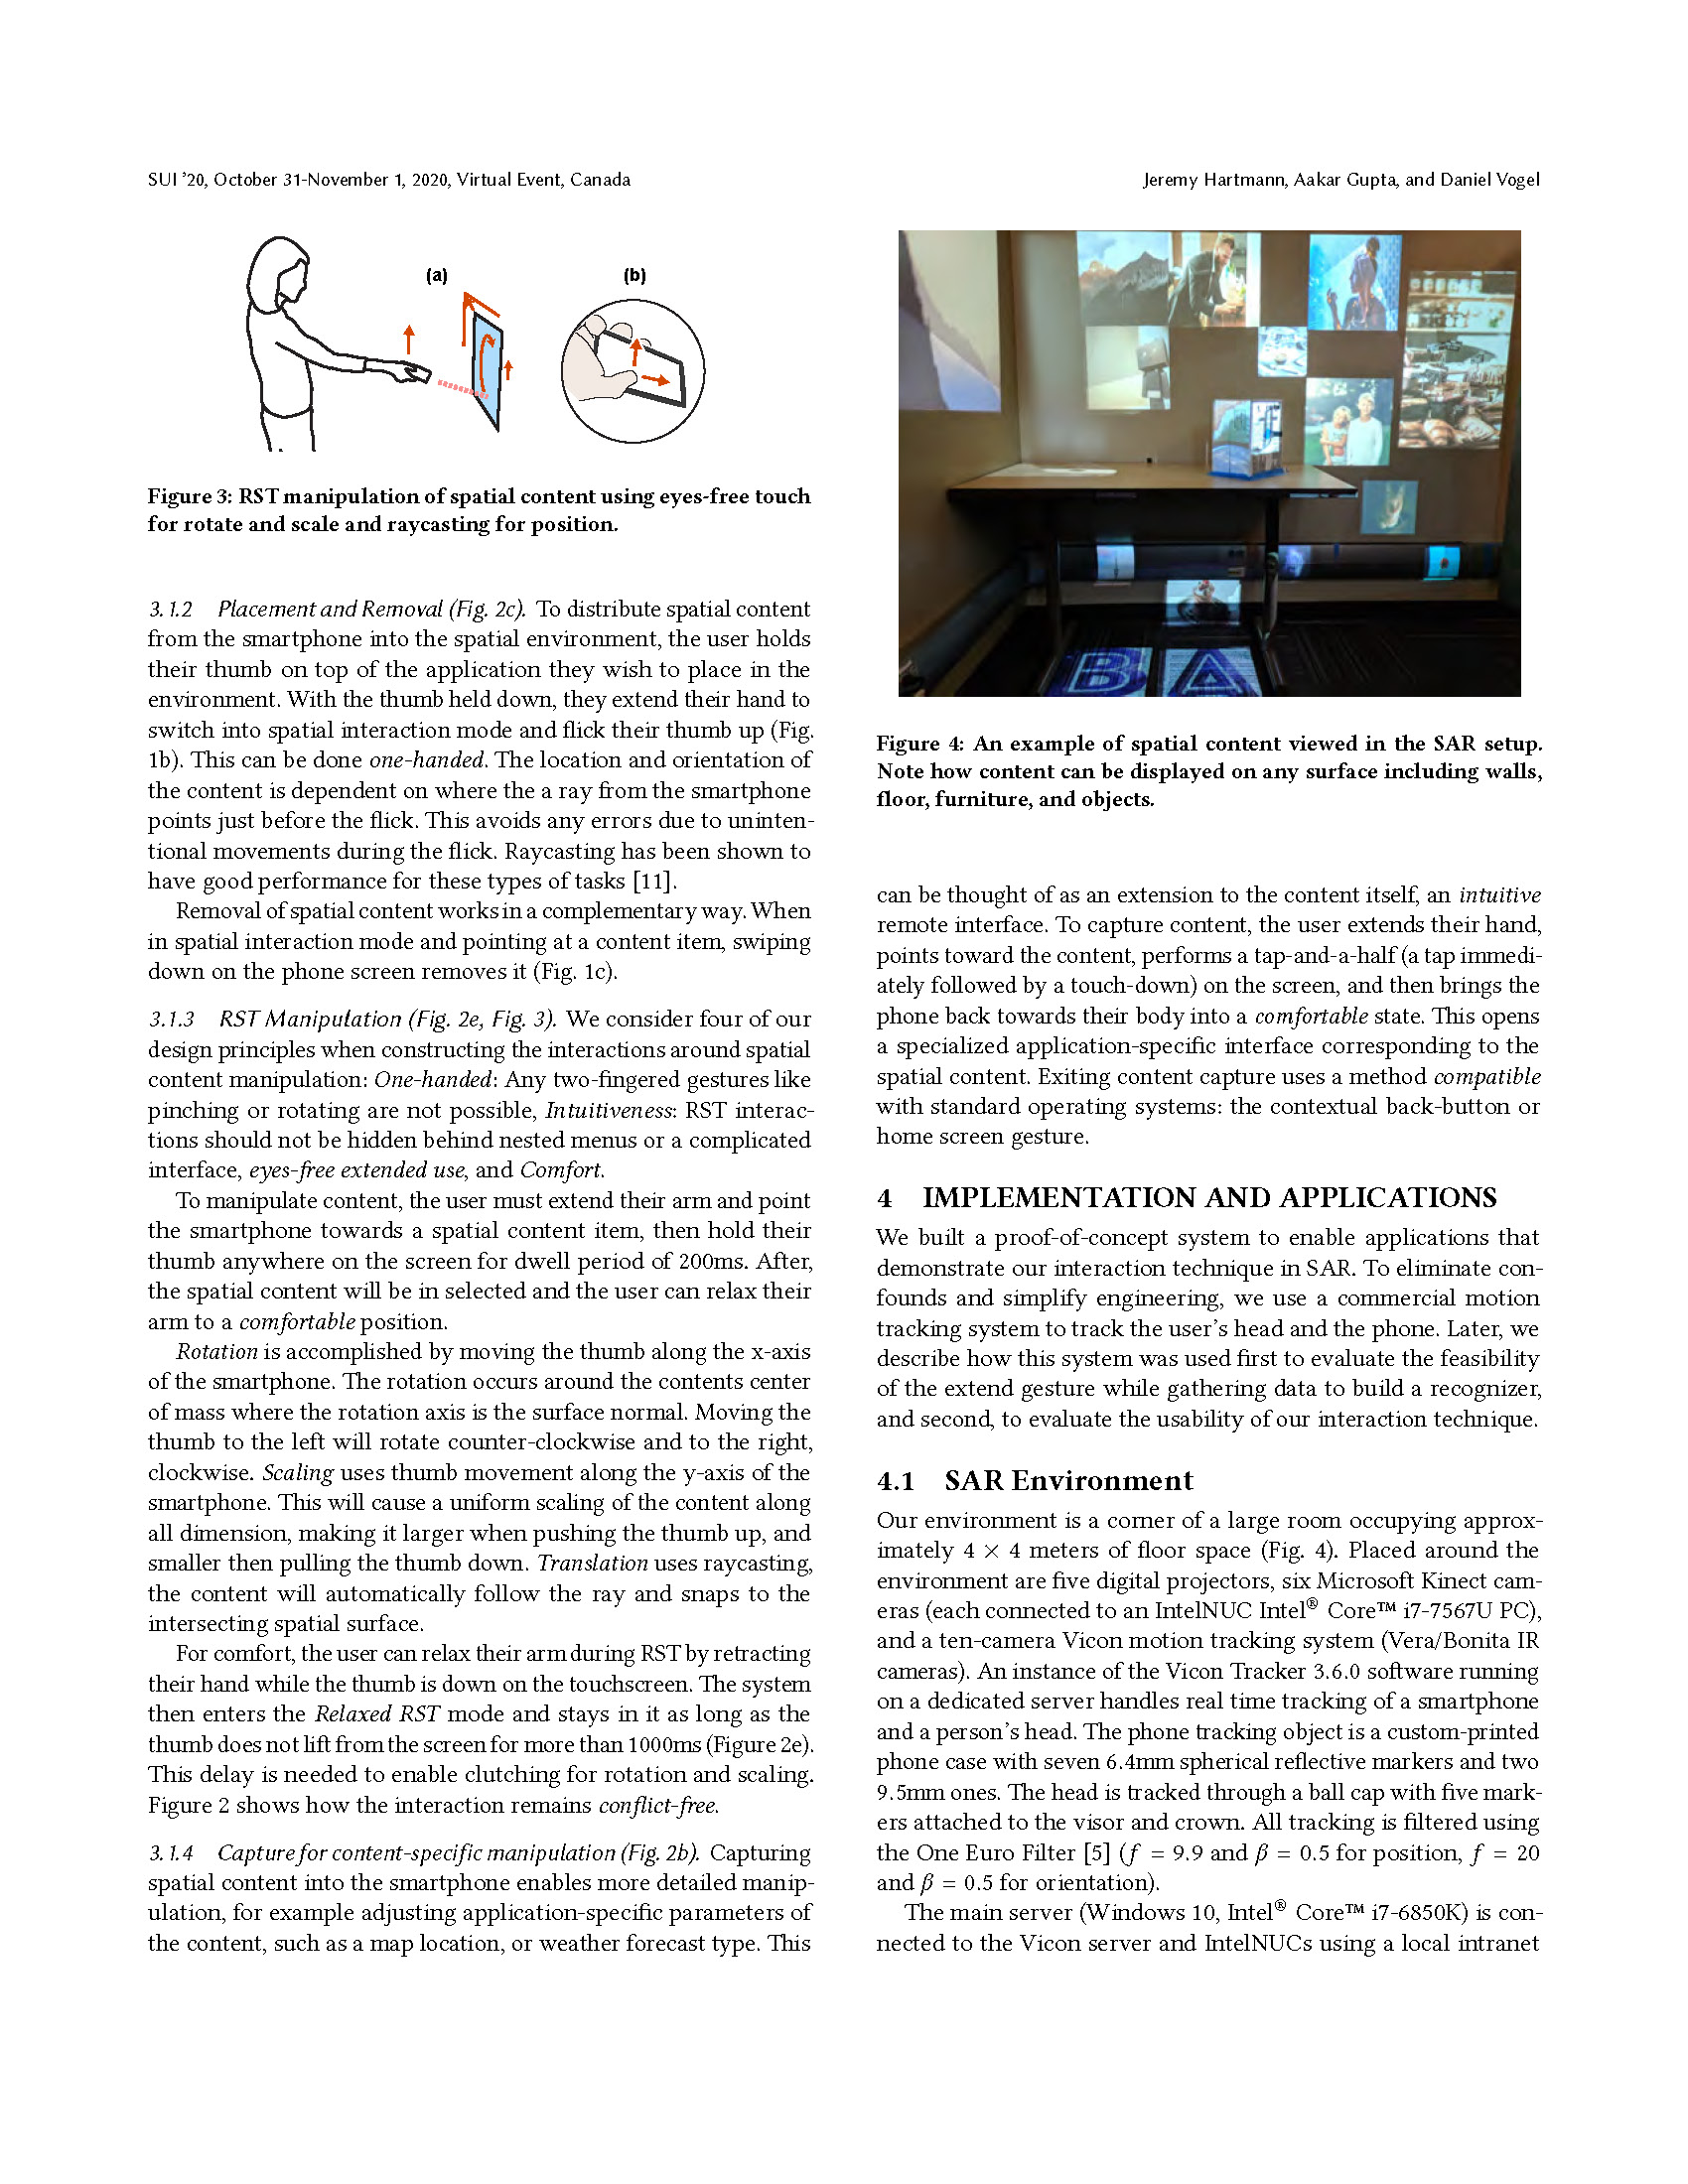 SUI ’20, October 31-November 1, 2020, Virtual Event, Canada
Jeremy Hartmann, Aakar Gupta, and Daniel Vogel
(a)
(b)
Figure 3: RST manipulation of spatial content using eyes-free touch
for rotate and scale and raycasting for position.
3.1.2 Placement and Removal (Fig. 2c). To distribute spatial content
from the smartphone into the spatial environment, the user holds
their thumb on top of the application they wish to place in the
environment. With the thumb held down, they extend their hand to
switch into spatial interaction mode and flick their thumb up (Fig.
1b). This can be done one-handed. The location and orientation of
the content is dependent on where the a ray from the smartphone
points just before the flick. This avoids any errors due to uninten-
tional movements during the flick. Raycasting has been shown to
have good performance for these types of tasks [11].
Removal of spatial content works in a complementary way. When
in spatial interaction mode and pointing at a content item, swiping
down on the phone screen removes it (Fig. 1c).
3.1.3 RST Manipulation (Fig. 2e, Fig. 3). We consider four of our
design principles when constructing the interactions around spatial
content manipulation: One-handed: Any two-fingered gestures like
pinching or rotating are not possible, Intuitiveness: RST interac-
tions should not be hidden behind nested menus or a complicated
interface, eyes-free extended use, and Comfort.
To manipulate content, the user must extend their arm and point
the smartphone towards a spatial content item, then hold their
thumb anywhere on the screen for dwell period of 200ms. After,
the spatial content will be in selected and the user can relax their
arm to a comfortable position.
Rotation is accomplished by moving the thumb along the x-axis
of the smartphone. The rotation occurs around the contents center
of mass where the rotation axis is the surface normal. Moving the
thumb to the left will rotate counter-clockwise and to the right,
clockwise. Scaling uses thumb movement along the y-axis of the
smartphone. This will cause a uniform scaling of the content along
all dimension, making it larger when pushing the thumb up, and
smaller then pulling the thumb down. Translation uses raycasting,
the content will automatically follow the ray and snaps to the
intersecting spatial surface.
For comfort, the user can relax their arm during RST by retracting
their hand while the thumb is down on the touchscreen. The system
then enters the Relaxed RST mode and stays in it as long as the
thumb does not lift from the screen for more than 1000ms (Figure 2e).
This delay is needed to enable clutching for rotation and scaling.
Figure 2 shows how the interaction remains conflict-free.
3.1.4 Capture for content-specific manipulation (Fig. 2b). Capturing
spatial content into the smartphone enables more detailed manip-
ulation, for example adjusting application-specific parameters of
the content, such as a map location, or weather forecast type. This
B A
Figure 4: An example of spatial content viewed in the SAR setup.
Note how content can be displayed on any surface including walls,
floor, furniture, and objects.
can be thought of as an extension to the content itself, an intuitive
remote interface. To capture content, the user extends their hand,
points toward the content, performs a tap-and-a-half (a tap immedi-
ately followed by a touch-down) on the screen, and then brings the
phone back towards their body into a comfortable state. This opens
a specialized application-specific interface corresponding to the
spatial content. Exiting content capture uses a method compatible
with standard operating systems: the contextual back-button or
home screen gesture.
4 IMPLEMENTATION AND APPLICATIONS
We built a proof-of-concept system to enable applications that
demonstrate our interaction technique in SAR. To eliminate con-
founds and simplify engineering, we use a commercial motion
tracking system to track the user’s head and the phone. Later, we
describe how this system was used first to evaluate the feasibility
of the extend gesture while gathering data to build a recognizer,
and second, to evaluate the usability of our interaction technique.
4.1 SAR Environment
Our environment is a corner of a large room occupying approx-
imately 4 × 4 meters of floor space (Fig. 4). Placed around the
environment are five digital projectors, six Microsoft Kinect cam-
eras (each connected to an IntelNUC Intel® Core™ i7-7567U PC),
and a ten-camera Vicon motion tracking system (Vera/Bonita IR
cameras). An instance of the Vicon Tracker 3.6.0 software running
on a dedicated server handles real time tracking of a smartphone
and a person’s head. The phone tracking object is a custom-printed
phone case with seven 6.4mm spherical reflective markers and two
9.5mm ones. The head is tracked through a ball cap with five mark-
ers attached to the visor and crown. All tracking is filtered using
the One Euro Filter [5] (f = 9.9 and β = 0.5 for position, f = 20
and β = 0.5 for orientation).
The main server (Windows 10, Intel® Core™ i7-6850K) is con-
nected to the Vicon server and IntelNUCs using a local intranet